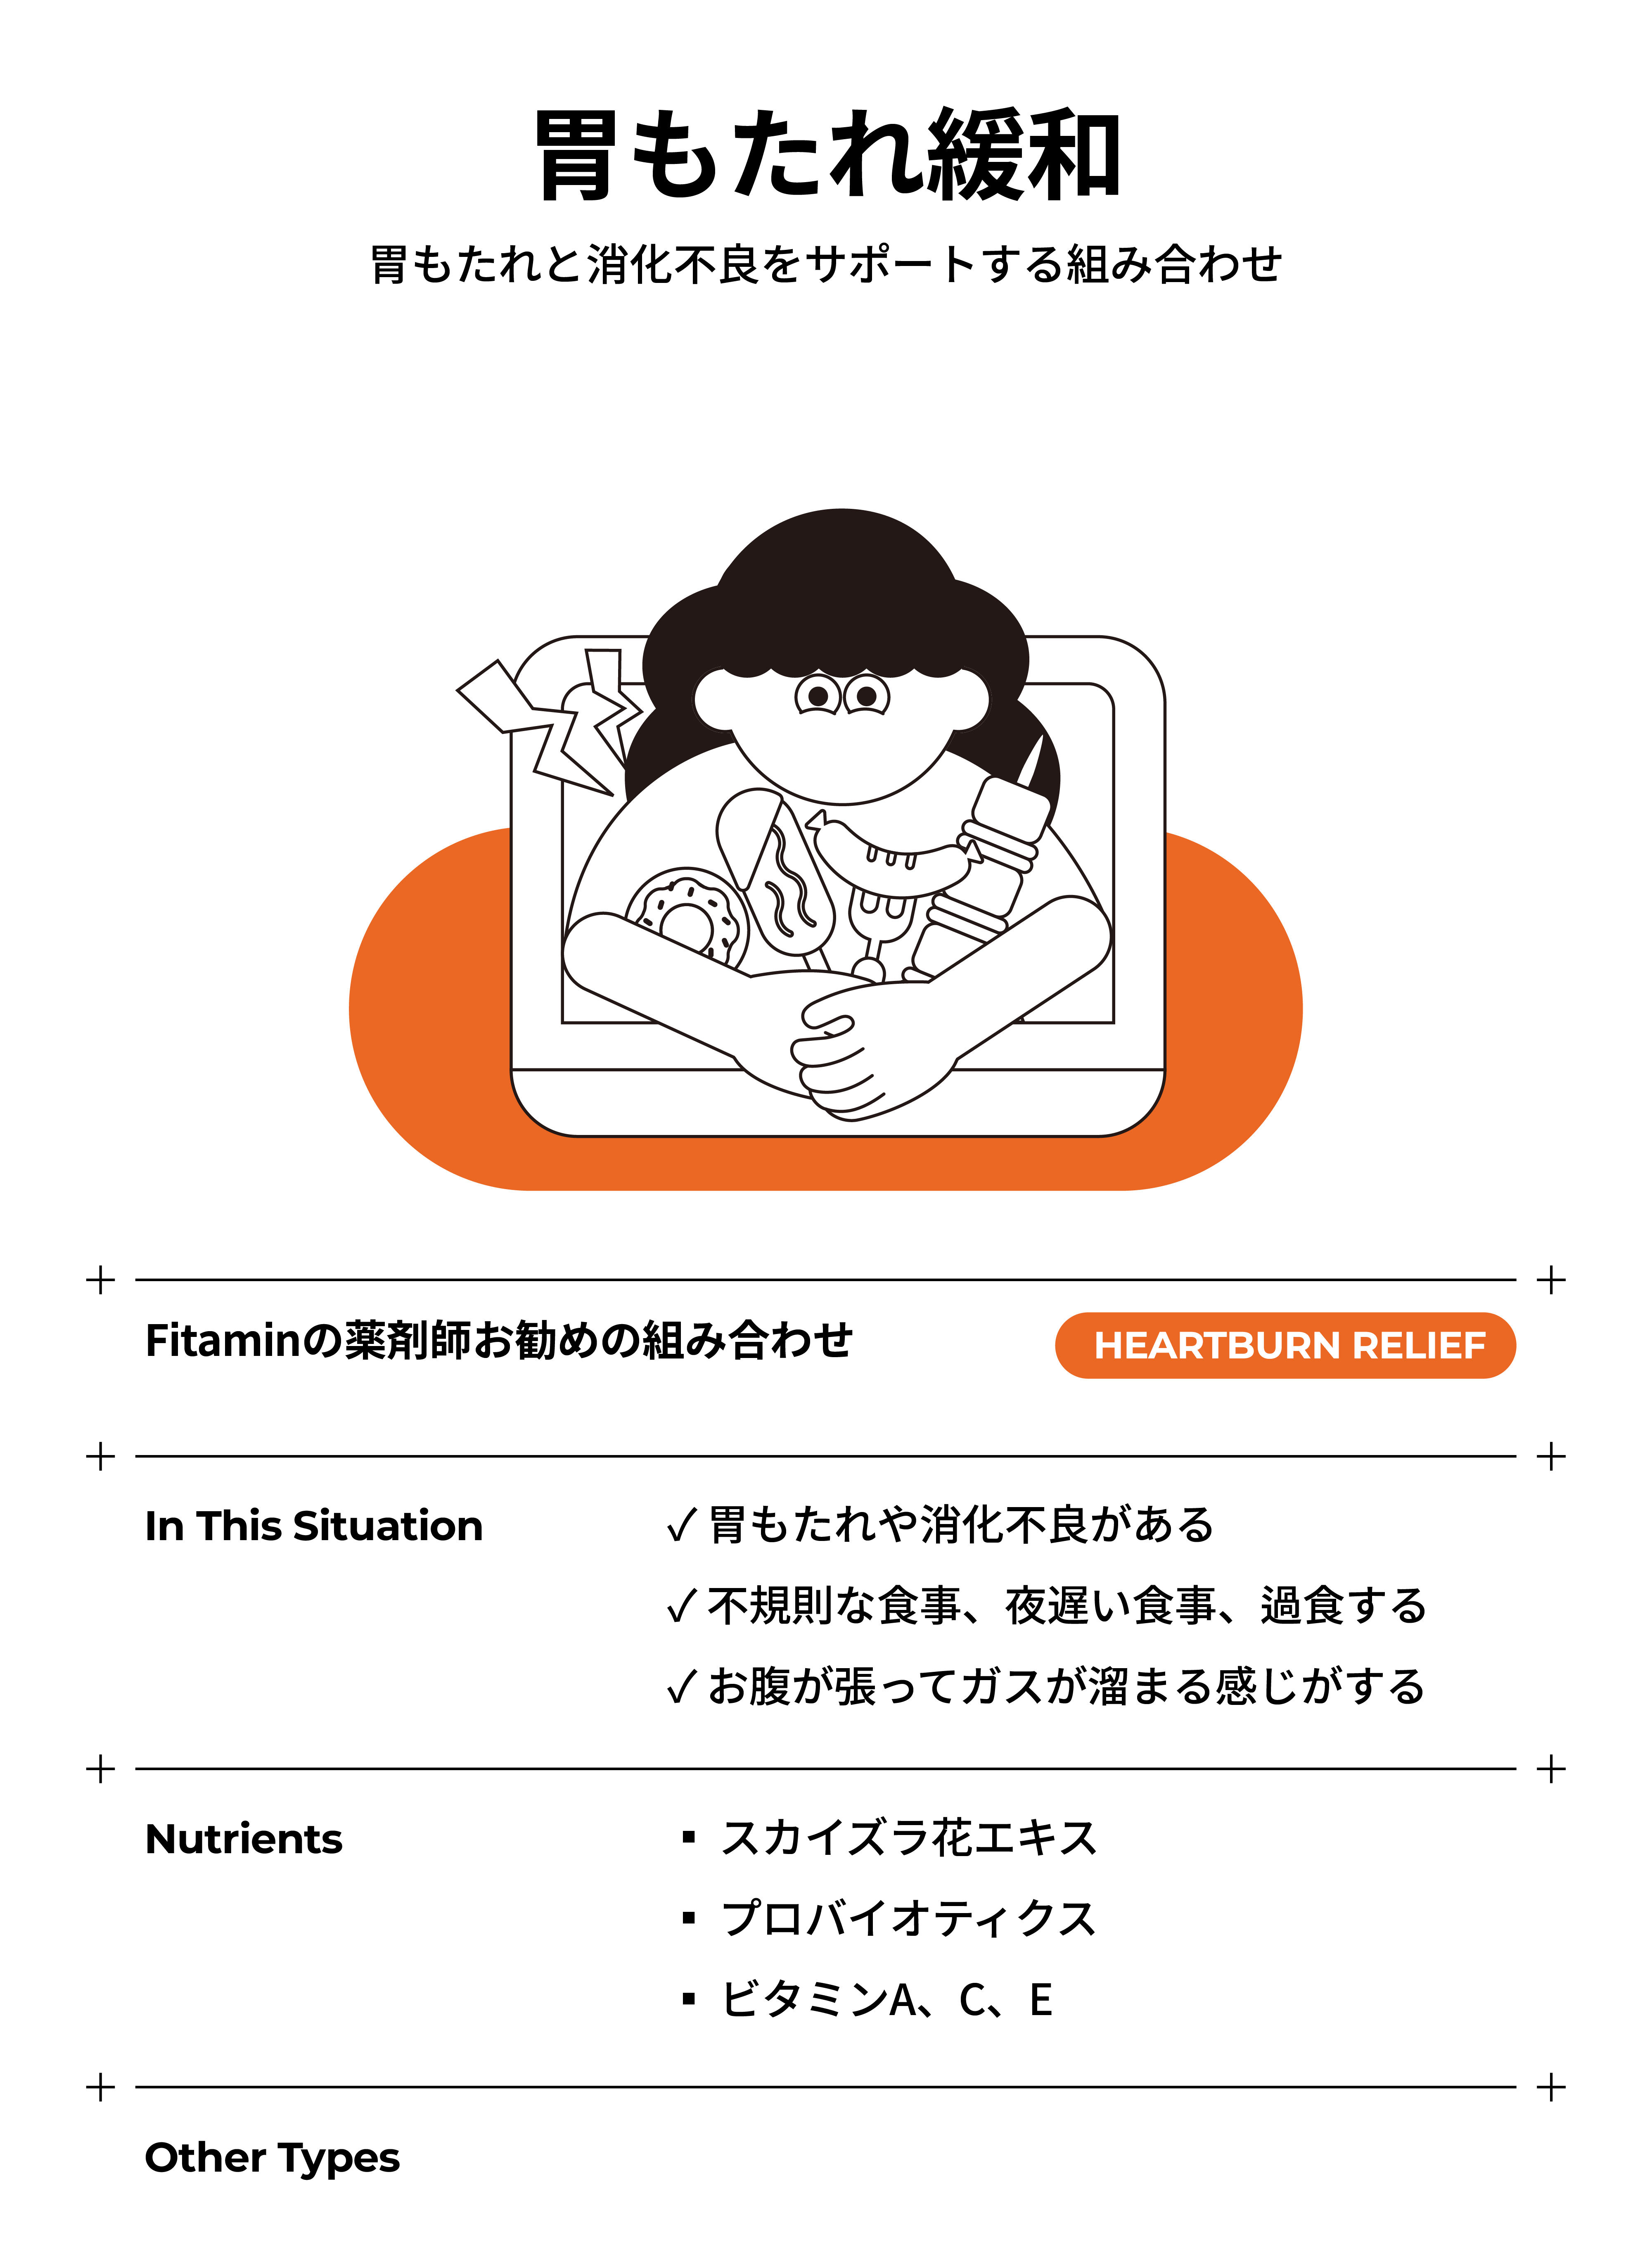 胃もたれ緩和
胃もたれと消化不良をサポートする組み合わせ
Fitaminの薬剤師お勧めの組み合わせ
HEARTBURN RELIEF
In This Situation
✓ 胃もたれや消化不良がある
✓ 不規則な食事、夜遅い食事、過食する
✓ お腹が張ってガスが溜まる感じがする
Nutrients
▪ スカイズラ花エキス
▪ プロバイオティクス
▪ ビタミンA、C、E
Other Types